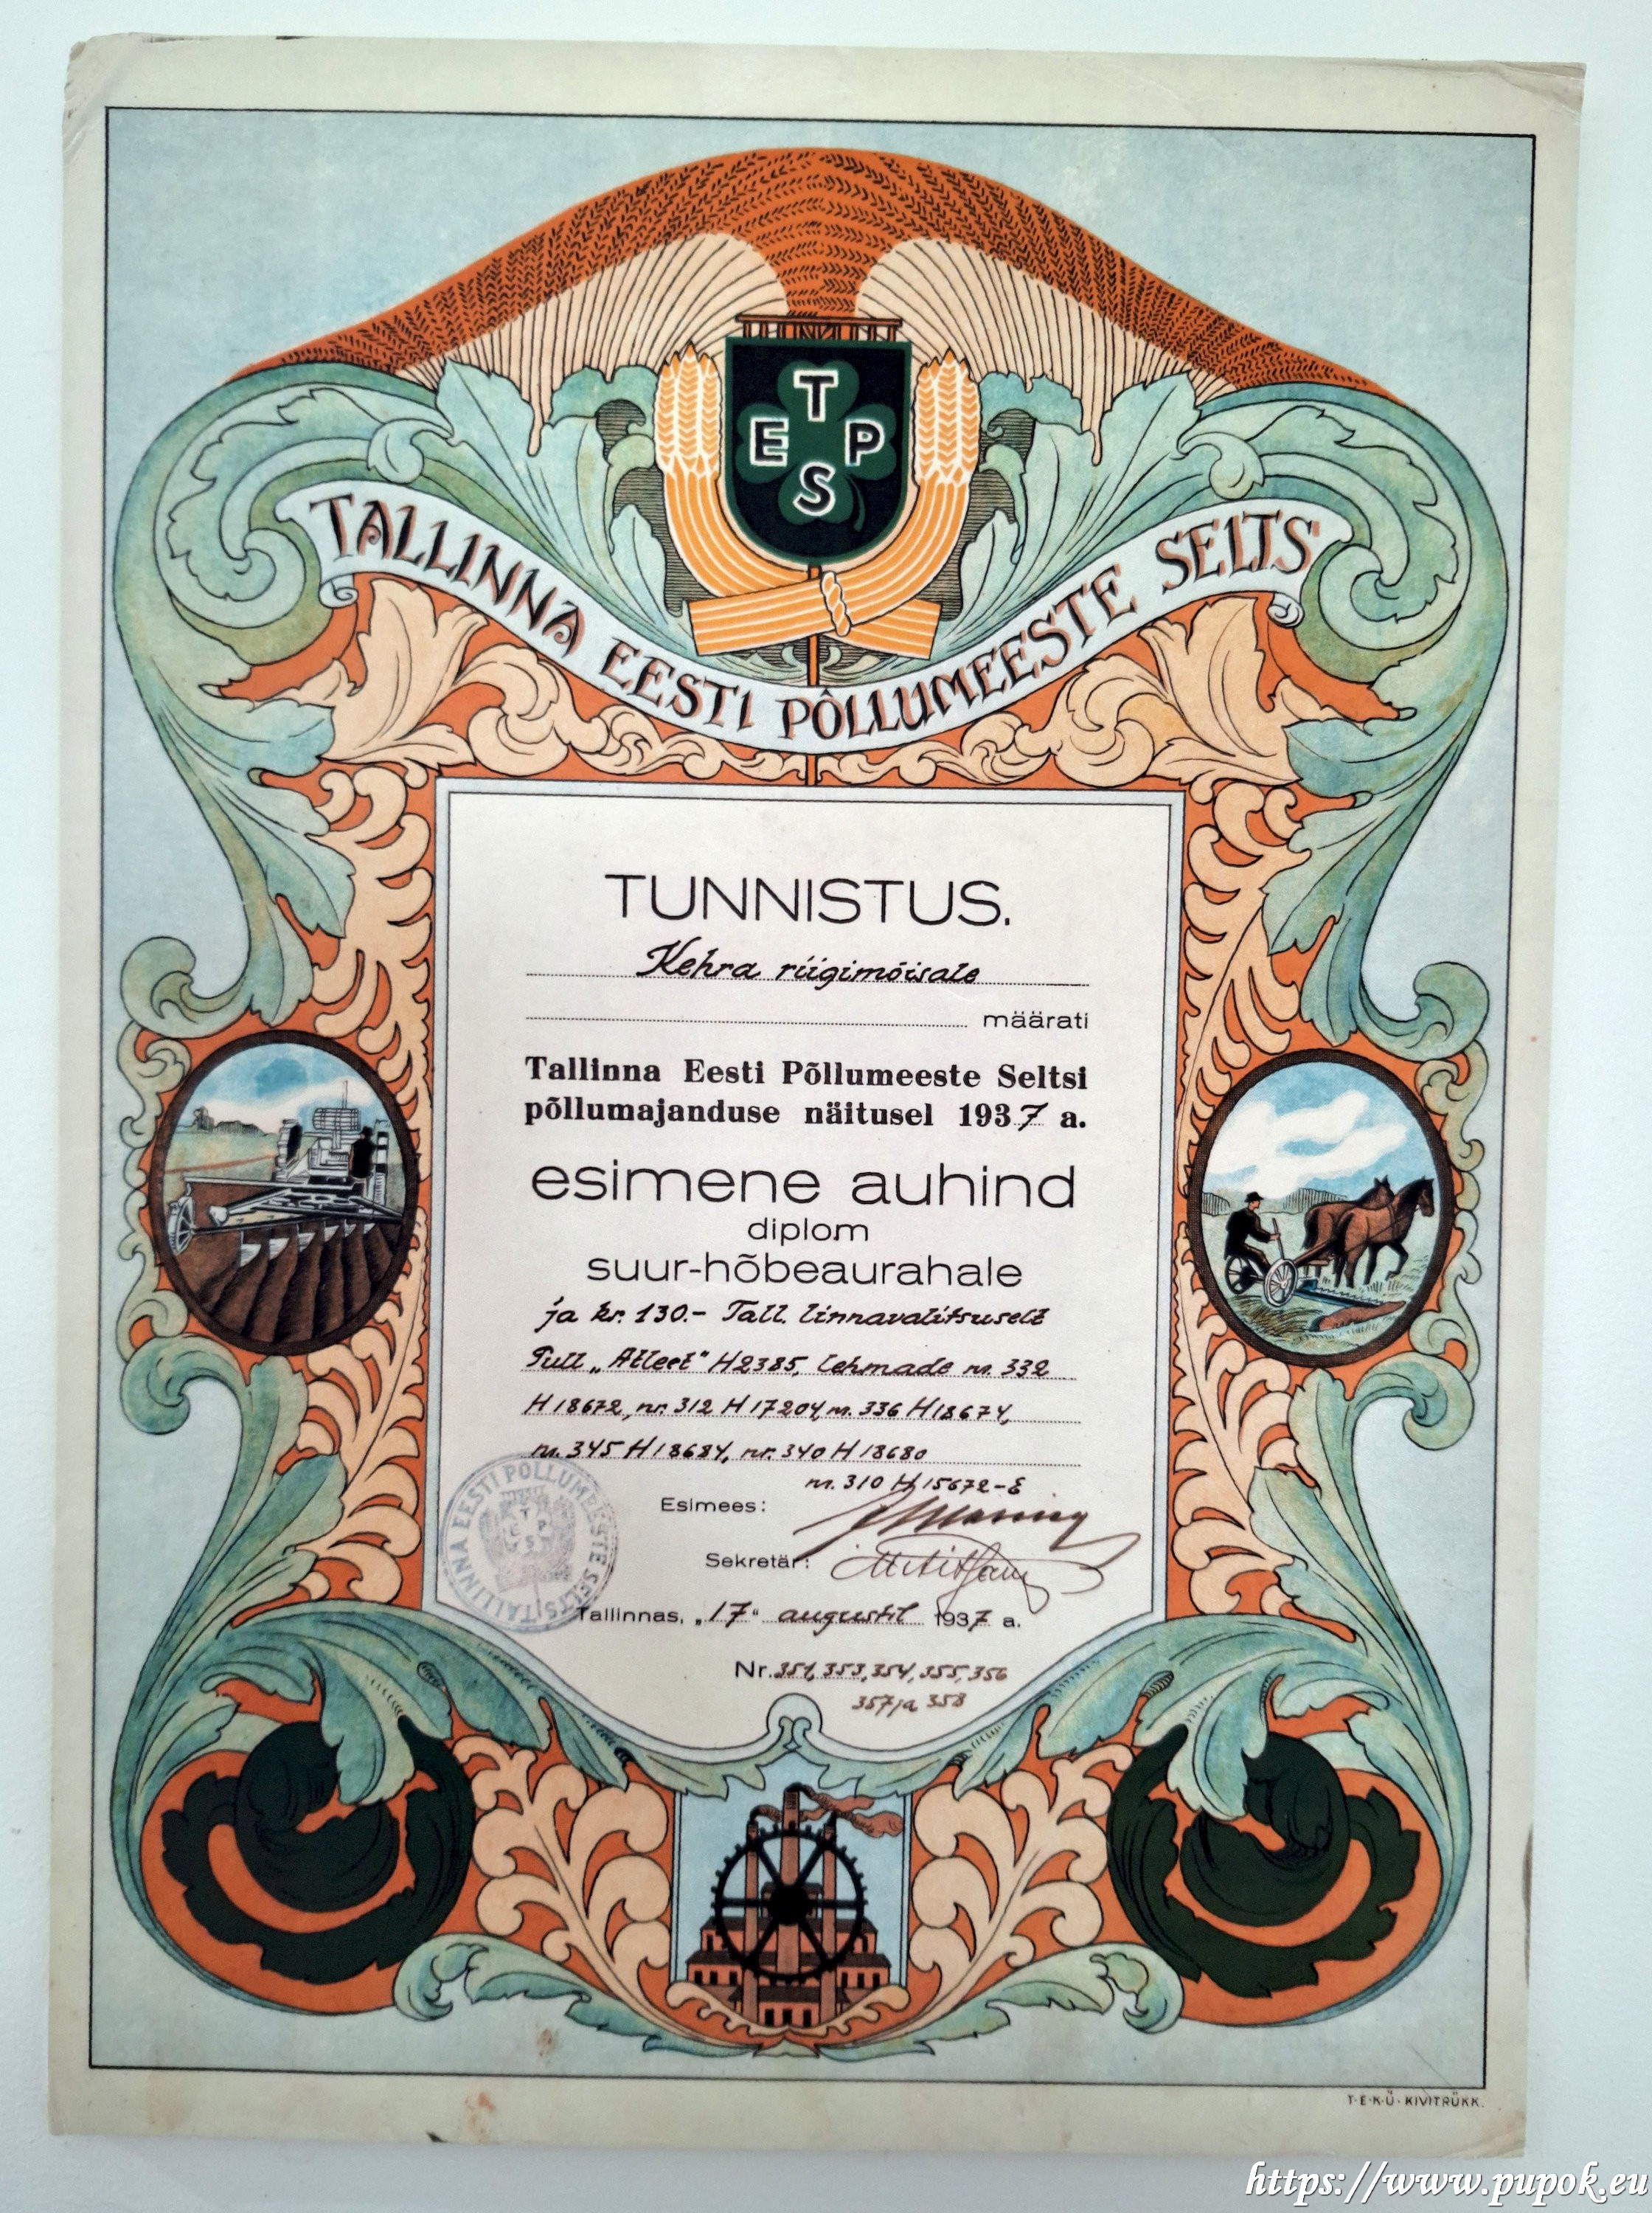 T
E P
S
TALLINNA EESTI PÕLLUMEESTE SELTS
TUNNISTUS.
Kehra riigimõisale
määrati
Tallinna Eesti Põllumeeste Seltsi
põllumajanduse näitusel 1937 a.
esimene auhind
diplom
suur-hõbeaurahale
ja kr. 130.- Tall. linnavalitsuselt
Pull „Atleet" H2385, lehmade nr. 332
H18672, nr. 312 H17204, nr. 336 H18674,
nr. 345 H18684, nr. 340 H18680
nr. 310 H15672-E
Esimees:
Sekretär:
TALLINNA EESTI PÕLLUMEESTE SELTS
Tallinnas, „17" augustil 1937 a.
Nr. 351, 353, 354, 355, 356
357 ja 358
T·E·K·Ü· KIVITRÜKK.
https://www.pupok.eu